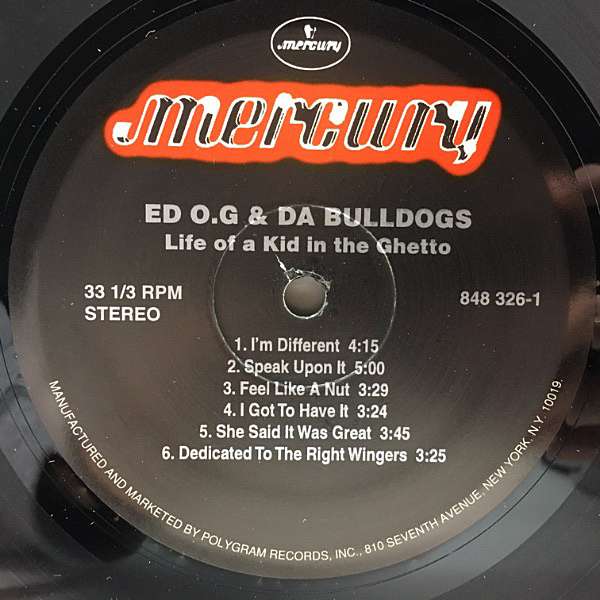 mercury
mercury
ED O.G & DA BULLDOGS
Life of a Kid in the Ghetto
33 1/3 RPM
STEREO
848 326-1
1. I'm Different 4:15
2. Speak Upon It 5:00
3. Feel Like A Nut 3:29
4. I Got To Have It 3:24
5. She Said It Was Great 3:45
6. Dedicated To The Right Wingers 3:25
MANUFACTURED AND MARKETED BY POLYGRAM RECORDS, INC., 810 SEVENTH AVENUE, NEW YORK, N.Y. 10019.